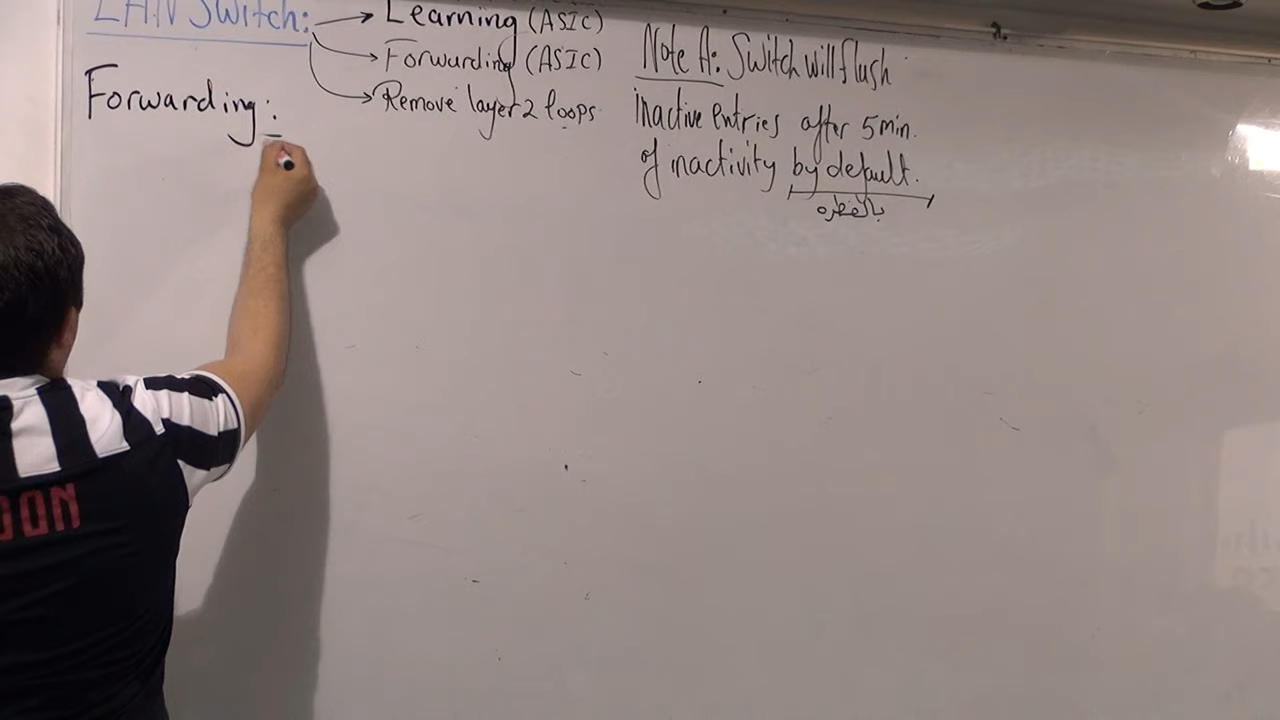 LAN Switch:
Learning (ASIC)
Forwarding (ASIC)
Remove layer 2 loops
Forwarding:
Note A: Switch will flush
inactive entries after 5 min.
of inactivity by default.
بالفطره